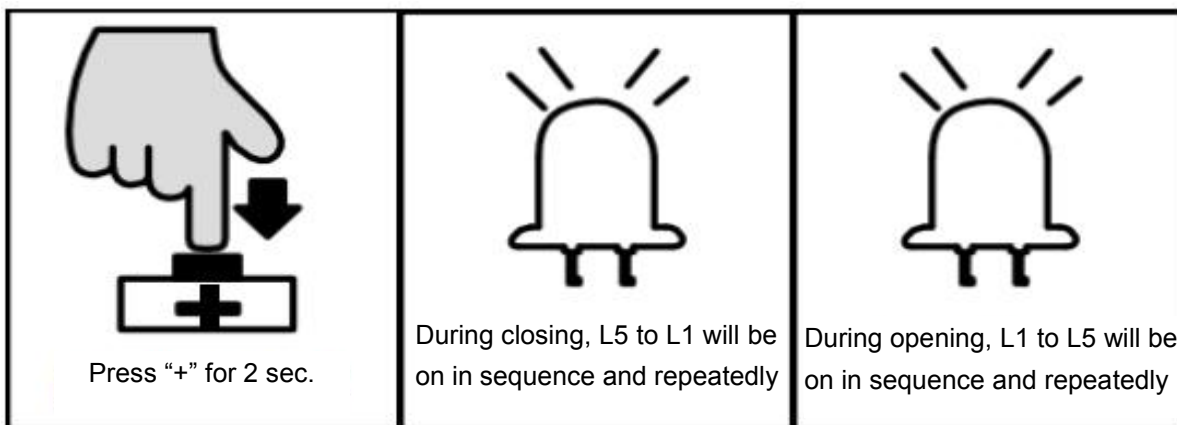 Press “+” for 2 sec.
During closing, L5 to L1 will be
on in sequence and repeatedly
During opening, L1 to L5 will be
on in sequence and repeatedly